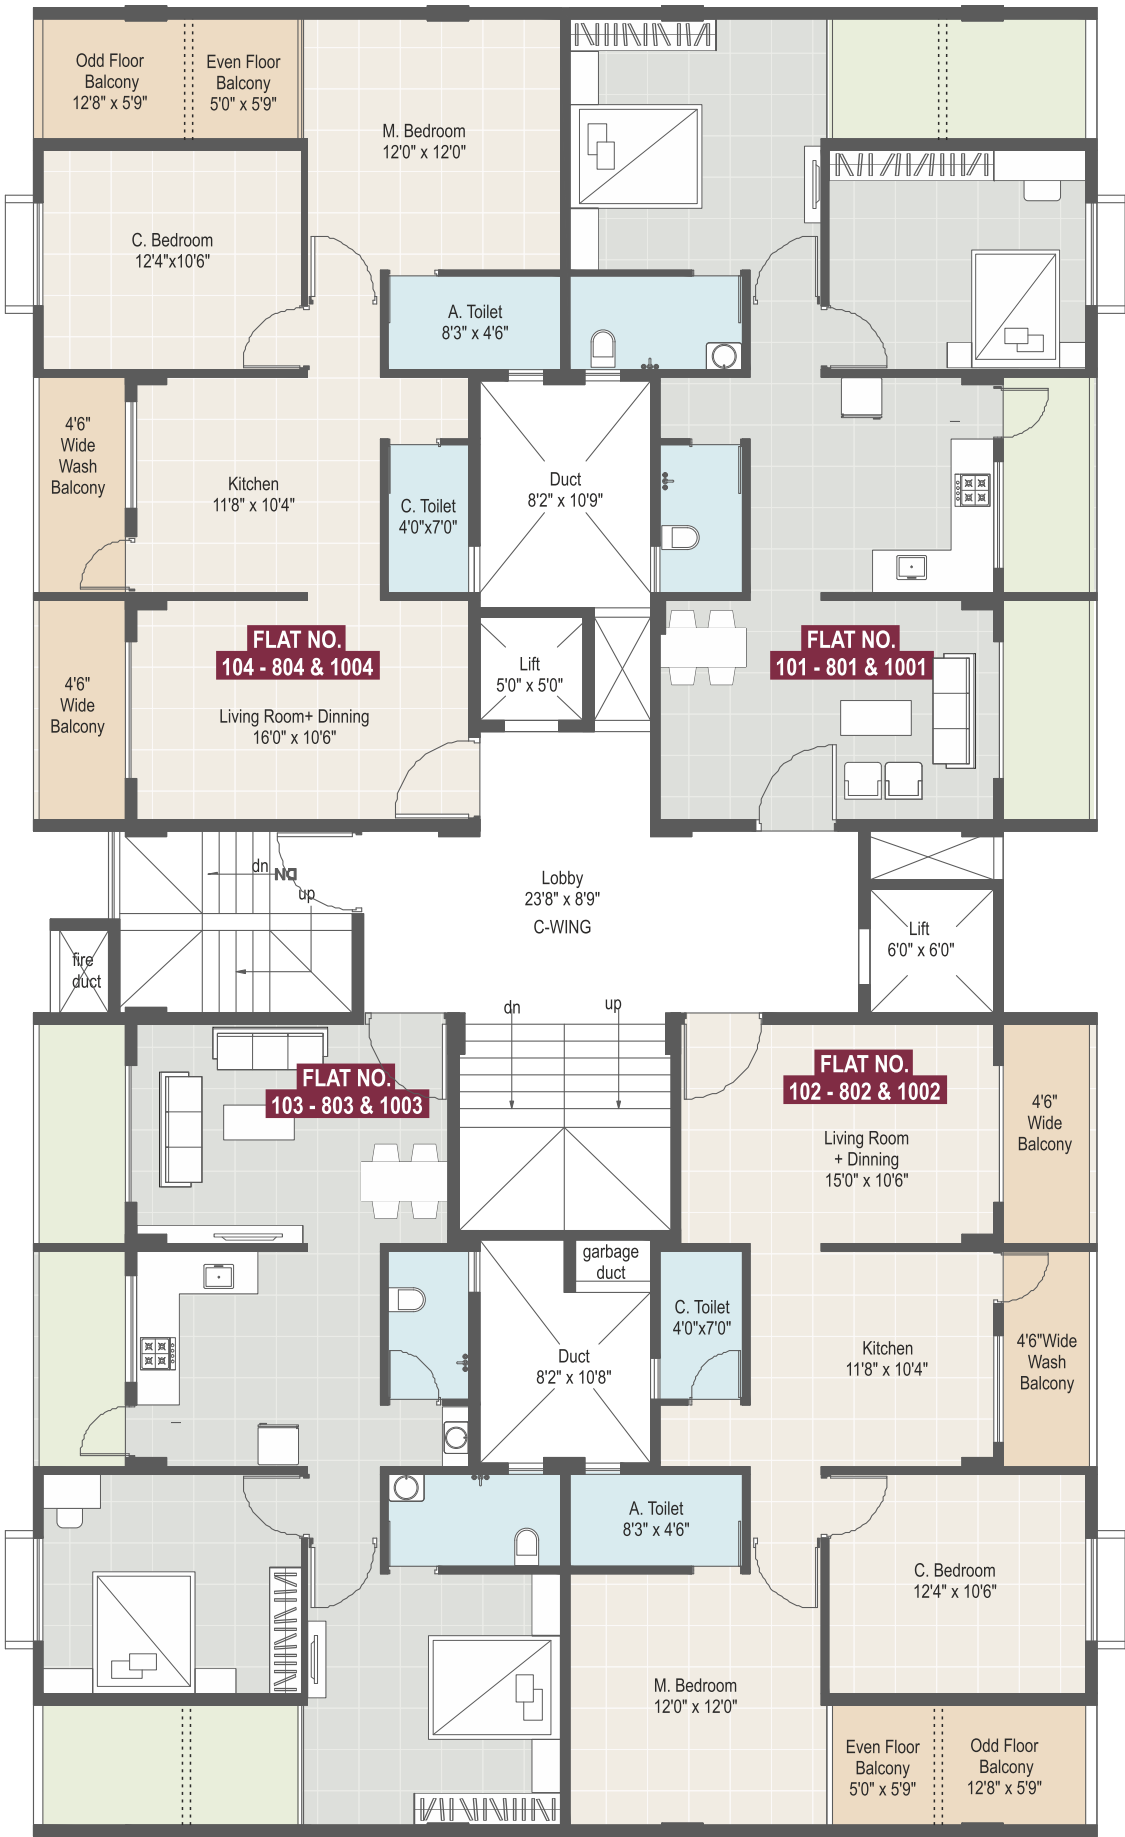 Odd Floor
Balcony
12'8" x 5'9"
Even Floor
Balcony
5'0" x 5'9"
M. Bedroom
12'0" x 12'0"
C. Bedroom
12'4"x10'6"
A. Toilet
8'3" x 4'6"
4'6"
Wide
Wash
Balcony
Kitchen
11'8" x 10'4"
C. Toilet
4'0"x7'0"
Duct
8'2" x 10'9"
FLAT NO.
104 - 804 & 1004
Lift
5'0" x 5'0"
FLAT NO.
101 - 801 & 1001
4'6"
Wide
Balcony
Living Room+ Dinning
16'0" x 10'6"
dn
DN
up
Lobby
23'8" x 8'9"
C-WING
Lift
6'0" x 6'0"
fire
duct
dn
up
FLAT NO.
103 - 803 & 1003
FLAT NO.
102 - 802 & 1002
Living Room
+ Dinning
15'0" x 10'6"
4'6"
Wide
Balcony
garbage
duct
C. Toilet
4'0"x7'0"
Duct
8'2" x 10'8"
Kitchen
11'8" x 10'4"
4'6"Wide
Wash
Balcony
A. Toilet
8'3" x 4'6"
C. Bedroom
12'4" x 10'6"
M. Bedroom
12'0" x 12'0"
Even Floor
Balcony
5'0" x 5'9"
Odd Floor
Balcony
12'8" x 5'9"